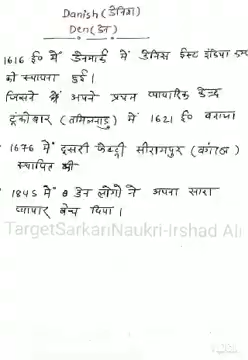 Danish (डेनिश)
Den (डेन)
1616 ई० में डेनमार्क में डेनिस ईस्ट इंडिया कम्पनी
की स्थापना हुई।
जिसने में अपने प्रथम व्यापारिक केन्द्र
ट्रंकोबार (तमिलनाडु) में 1621 ई० बनाया
1676 में दूसरी फैक्ट्री सीरामपुर (बंगाल)
स्थापित की
1845 में 8 डेन लोगों ने अपना सारा
व्यापार बेच दिया।
TargetSarkariNaukri-Irshad Ali